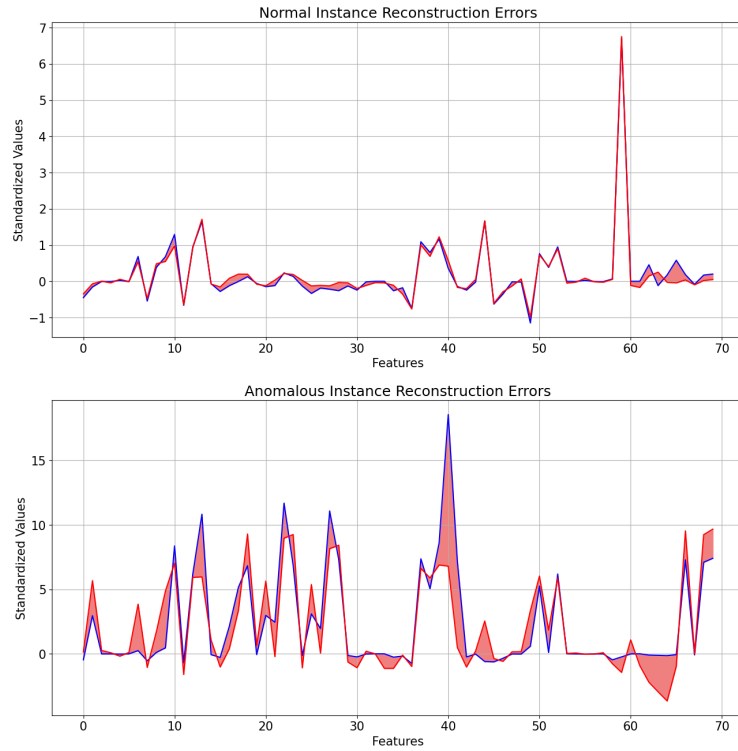 Normal Instance Reconstruction Errors
Standardized Values
7
6
5
4
3
2
1
0
−1
0 10 20 30 40 50 60 70
Features
Anomalous Instance Reconstruction Errors
Standardized Values
15
10
5
0
0 10 20 30 40 50 60 70
Features